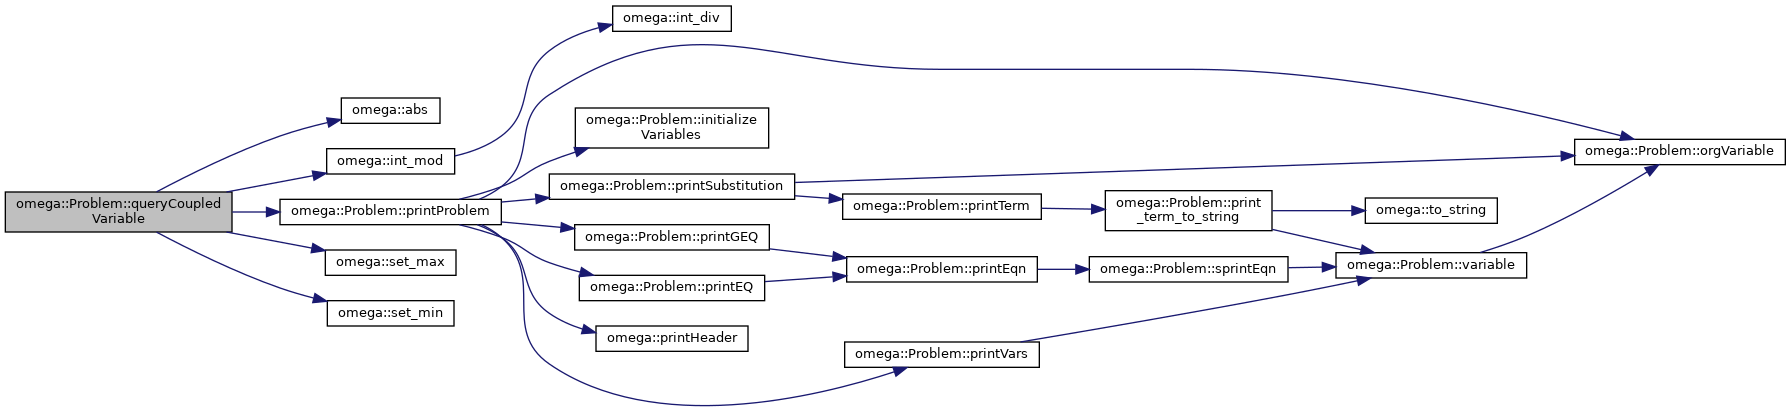 omega::Problem::queryCoupled
Variable
omega::abs
omega::int_mod
omega::int_div
omega::Problem::printProblem
omega::Problem::initialize
Variables
omega::Problem::orgVariable
omega::Problem::printSubstitution
omega::Problem::printTerm
omega::Problem::print
_term_to_string
omega::to_string
omega::Problem::variable
omega::Problem::printGEQ
omega::Problem::printEqn
omega::Problem::sprintEqn
omega::Problem::printEQ
omega::printHeader
omega::Problem::printVars
omega::set_max
omega::set_min